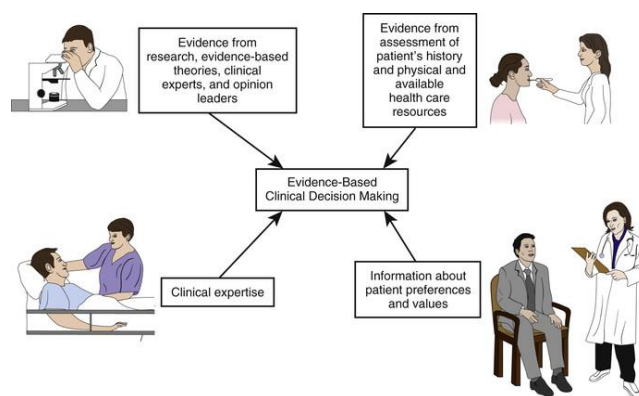 Evidence from
research, evidence-based
theories, clinical
experts, and opinion
leaders
Evidence from
assessment of
patient's history
and physical and
available
health care
resources
Evidence-Based
Clinical Decision Making
Clinical expertise
Information about
patient preferences
and values